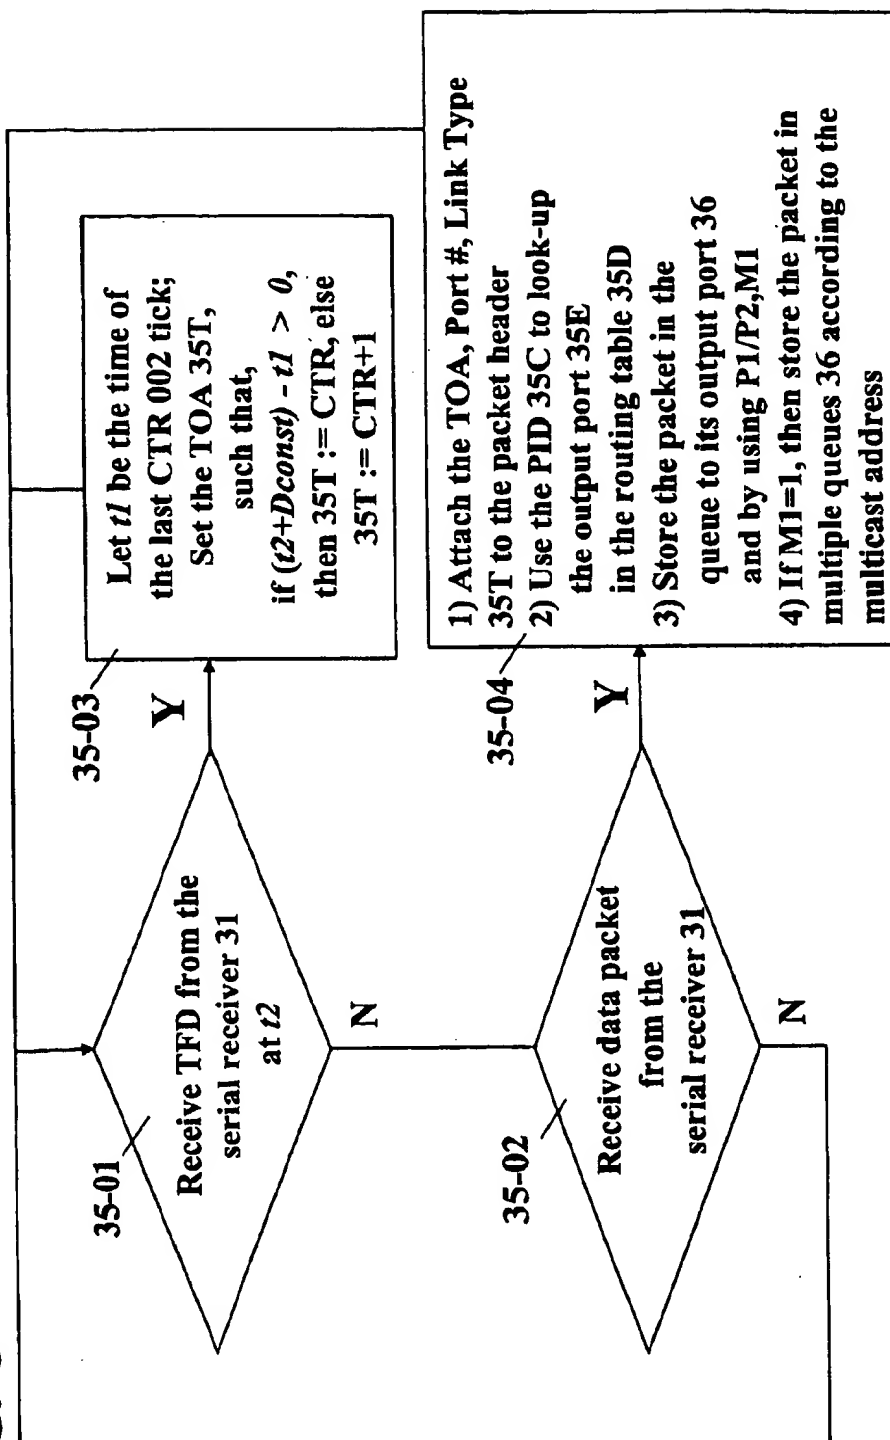 35-01
Receive TFD from the
serial receiver 31
at t2
Y
N
35-03
Let t1 be the time of
the last CTR 002 tick;
Set the TOA 35T,
such that,
if (t2+Dconst) - t1 > 0,
then 35T := CTR, else
35T := CTR+1
35-02
Receive data packet
from the
serial receiver 31
Y
N
35-04
1) Attach the TOA, Port #, Link Type
35T to the packet header
2) Use the PID 35C to look-up
the output port 35E
in the routing table 35D
3) Store the packet in the
queue to its output port 36
and by using P1/P2,M1
4) If M1=1, then store the packet in
multiple queues 36 according to the
multicast address